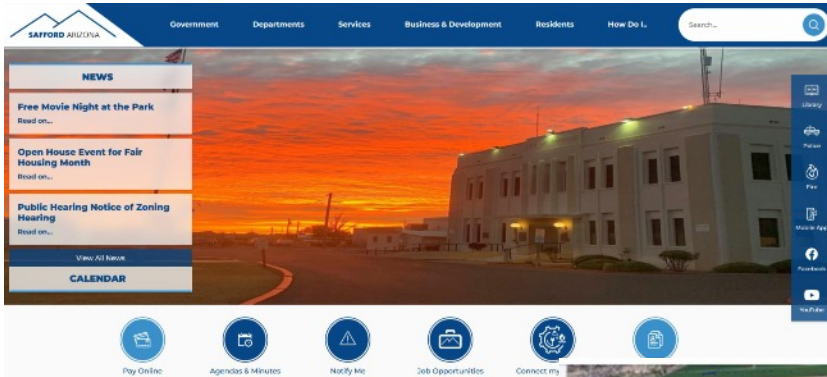 SAFFORD ARIZONA
Government Departments Services Business & Development Residents How Do I... Search...
NEWS
Free Movie Night at the Park
Read on...
Open House Event for Fair
Housing Month
Read on...
Public Hearing Notice of Zoning
Hearing
Read on...
View All News
CALENDAR
Library
Police
Fire
Mobile App
Facebook
YouTube
Pay Online Agendas & Minutes Notify Me Job Opportunities Connect my